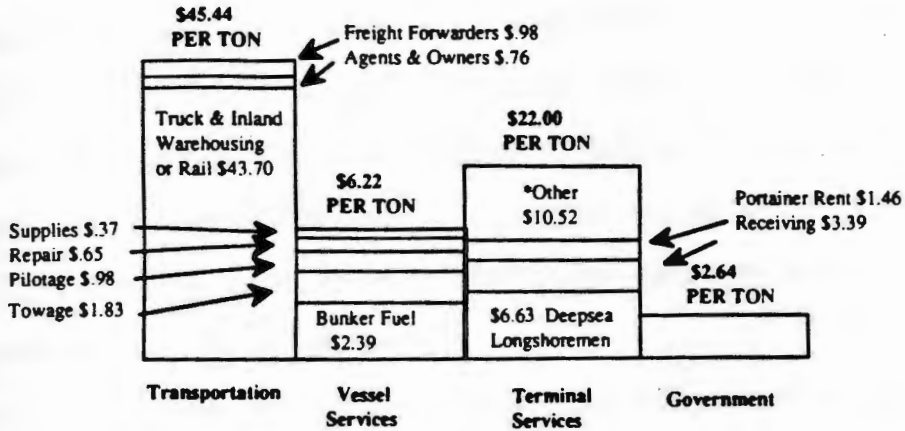 $45.44
PER TON
Freight Forwarders $.98
Agents & Owners $.76
Truck & Inland
Warehousing
or Rail $43.70
$22.00
PER TON
$6.22
PER TON
*Other
$10.52
Portainer Rent $1.46
Receiving $3.39
Supplies $.37
Repair $.65
Pilotage $.98
Towage $1.83
$2.64
PER TON
Bunker Fuel
$2.39
$6.63 Deepsea
Longshoremen
Transportation
Vessel
Services
Terminal
Services
Government